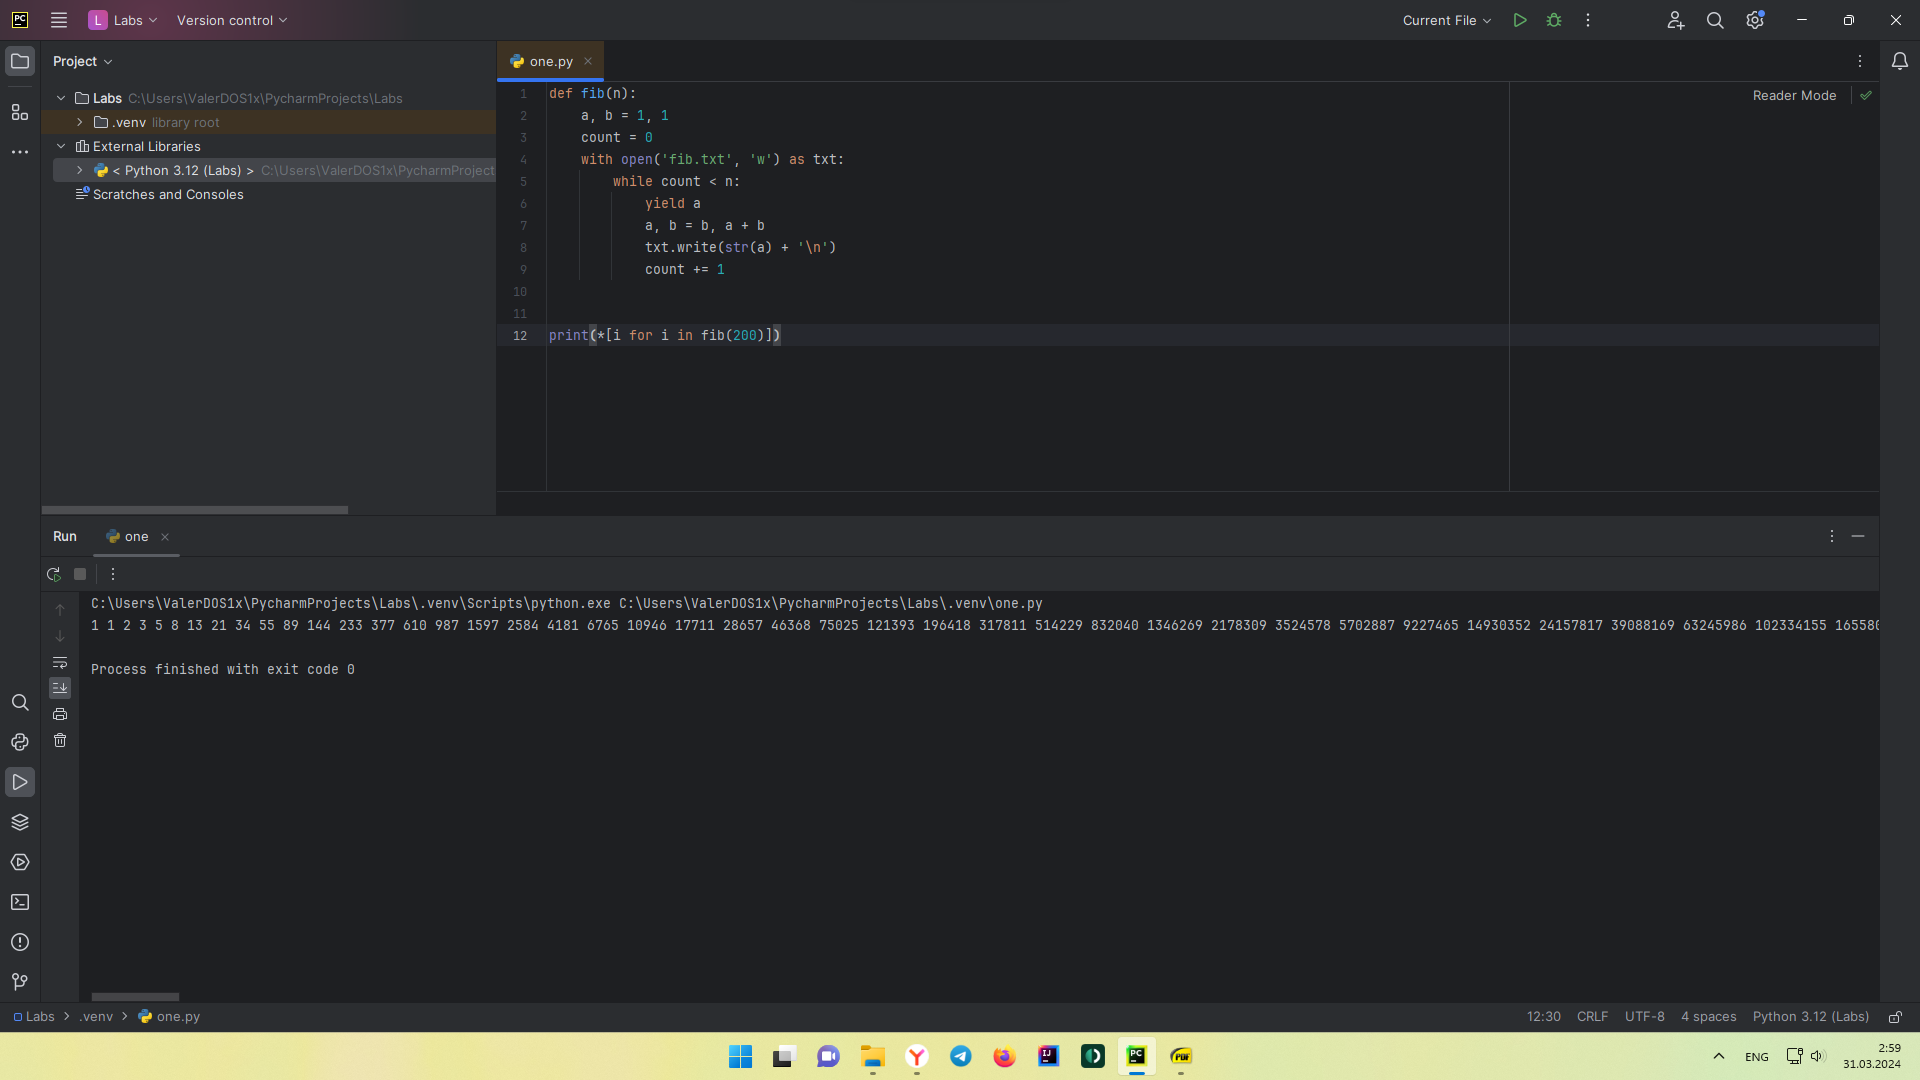 PC
L Labs Version control Current File
Project
Labs C:\Users\ValerDOS1x\PycharmProjects\Labs
.venv library root
External Libraries
< Python 3.12 (Labs) > C:\Users\ValerDOS1x\PycharmProject
Scratches and Consoles
one.py
Reader Mode
1 def fib(n):
2 a, b = 1, 1
3 count = 0
4 with open('fib.txt', 'w') as txt:
5 while count < n:
6 yield a
7 a, b = b, a + b
8 txt.write(str(a) + '\n')
9 count += 1
10
11
12 print(*[i for i in fib(200)])
Run one
C:\Users\ValerDOS1x\PycharmProjects\Labs\.venv\Scripts\python.exe C:\Users\ValerDOS1x\PycharmProjects\Labs\.venv\one.py
1 1 2 3 5 8 13 21 34 55 89 144 233 377 610 987 1597 2584 4181 6765 10946 17711 28657 46368 75025 121393 196418 317811 514229 832040 1346269 2178309 3524578 5702887 9227465 14930352 24157817 39088169 63245986 102334155 165580
Process finished with exit code 0
Labs > .venv > one.py 12:30 CRLF UTF-8 4 spaces Python 3.12 (Labs)
IJ PC PDF
ENG
2:59
31.03.2024